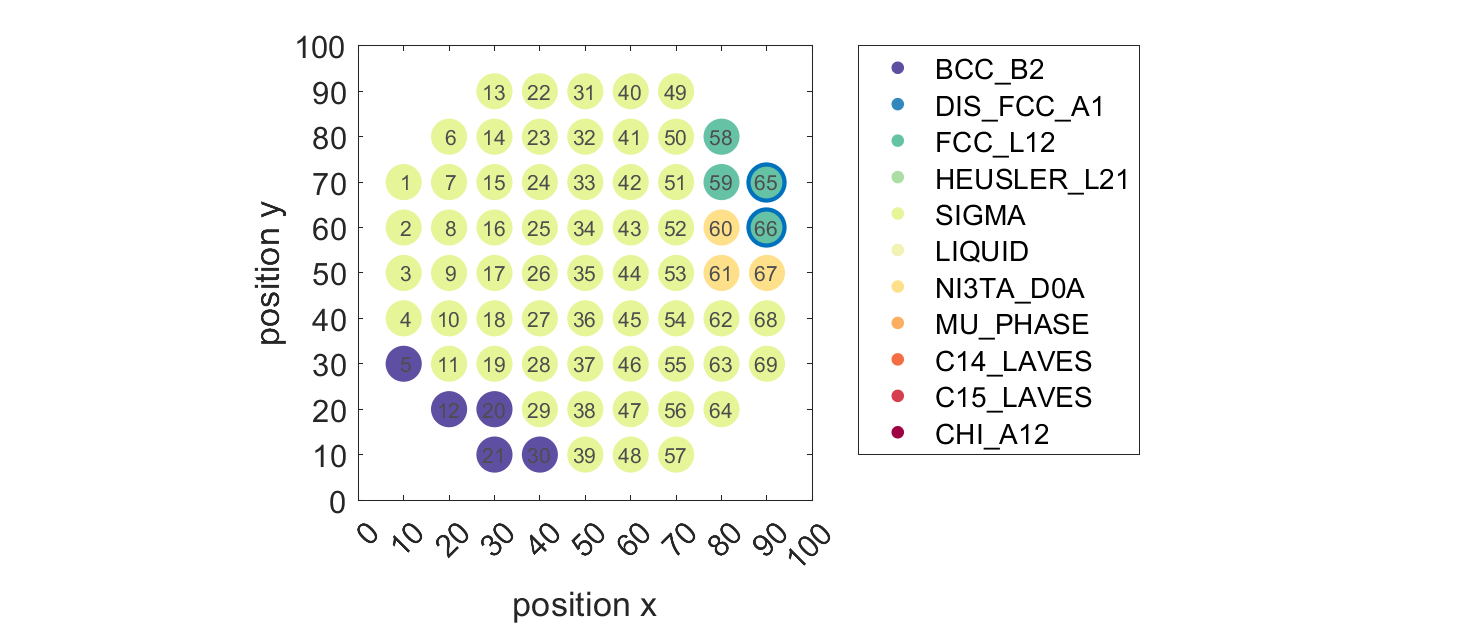 100
90
80
70
60
50
40
30
20
10
0
position y
13 22 31 40 49
6 14 23 32 41 50 58
1 7 15 24 33 42 51 59 65
2 8 16 25 34 43 52 60 66
3 9 17 26 35 44 53 61 67
4 10 18 27 36 45 54 62 68
5 11 19 28 37 46 55 63 69
12 20 29 38 47 56 64
21 30 39 48 57
0 10 20 30 40 50 60 70 80 90 100
position x
BCC_B2
DIS_FCC_A1
FCC_L12
HEUSLER_L21
SIGMA
LIQUID
NI3TA_D0A
MU_PHASE
C14_LAVES
C15_LAVES
CHI_A12